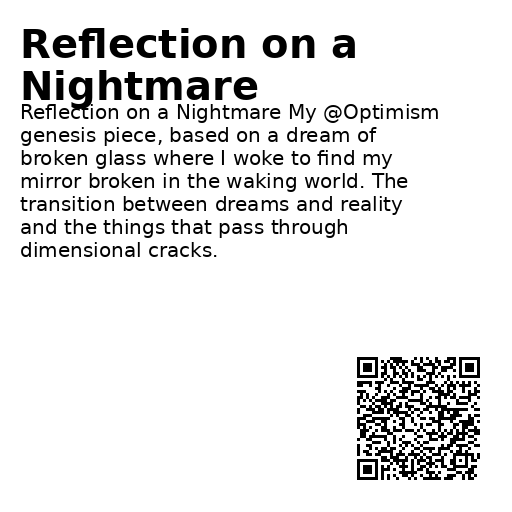 Reflection on a
Nightmare
Reflection on a Nightmare My @Optimism
genesis piece, based on a dream of
broken glass where I woke to find my
mirror broken in the waking world. The
transition between dreams and reality
and the things that pass through
dimensional cracks.